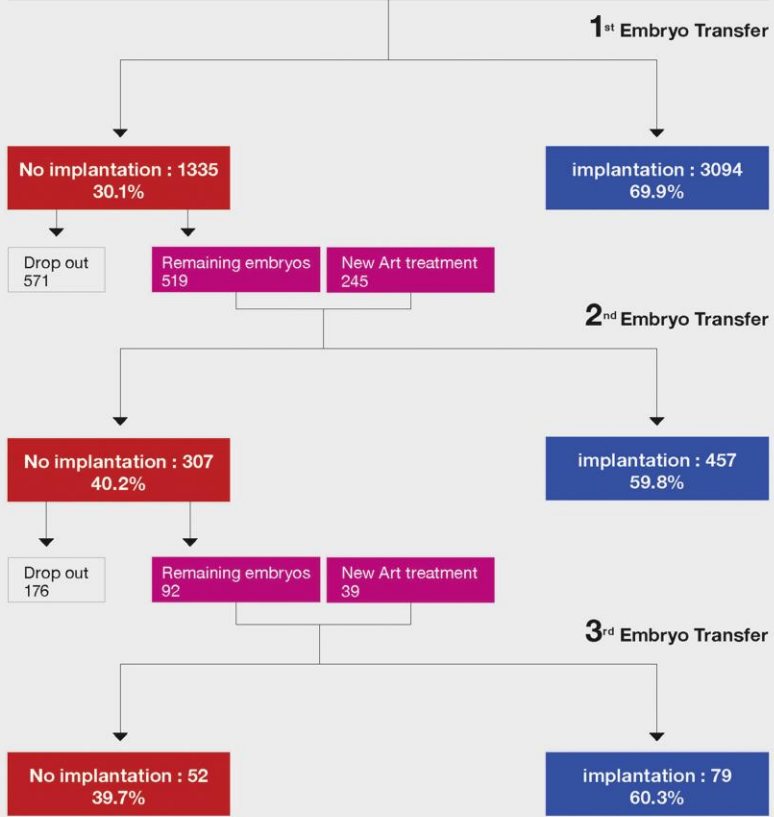 1st Embryo Transfer
No implantation : 1335
30.1%
implantation : 3094
69.9%
Drop out
571
Remaining embryos
519
New Art treatment
245
2nd Embryo Transfer
No implantation : 307
40.2%
implantation : 457
59.8%
Drop out
176
Remaining embryos
92
New Art treatment
39
3rd Embryo Transfer
No implantation : 52
39.7%
implantation : 79
60.3%